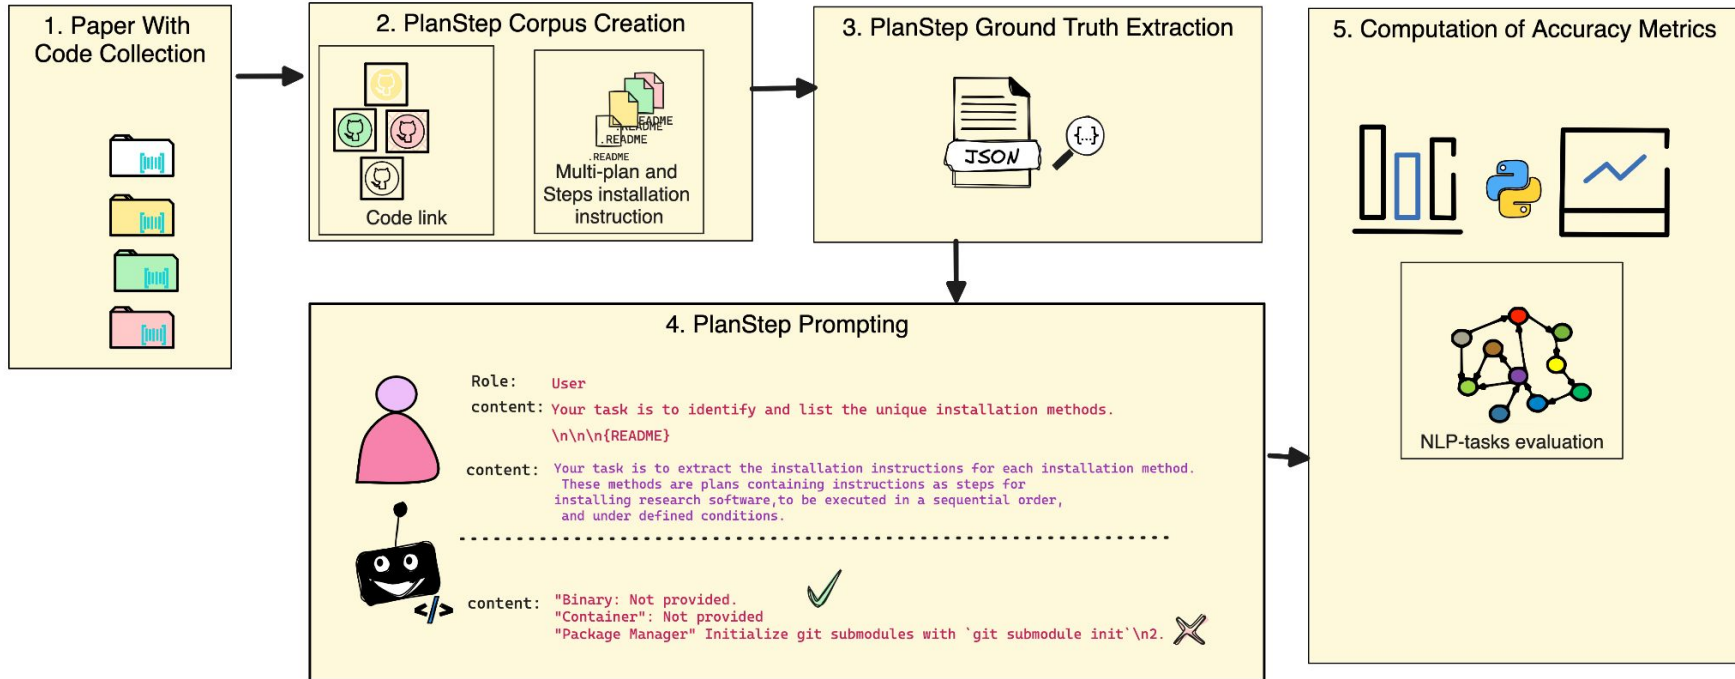 1. Paper With
Code Collection
2. PlanStep Corpus Creation
Code link
.README
.README
.README
.README
Multi-plan and
Steps installation
instruction
3. PlanStep Ground Truth Extraction
JSON
{...}
4. PlanStep Prompting
Role: User
content: Your task is to identify and list the unique installation methods.
\n\n\n{README}
content: Your task is to extract the installation instructions for each installation method.
These methods are plans containing instructions as steps for
installing research software,to be executed in a sequential order,
and under defined conditions.
</>
content: "Binary: Not provided.
"Container": Not provided
"Package Manager" Initialize git submodules with `git submodule init`\n2.
5. Computation of Accuracy Metrics
NLP-tasks evaluation